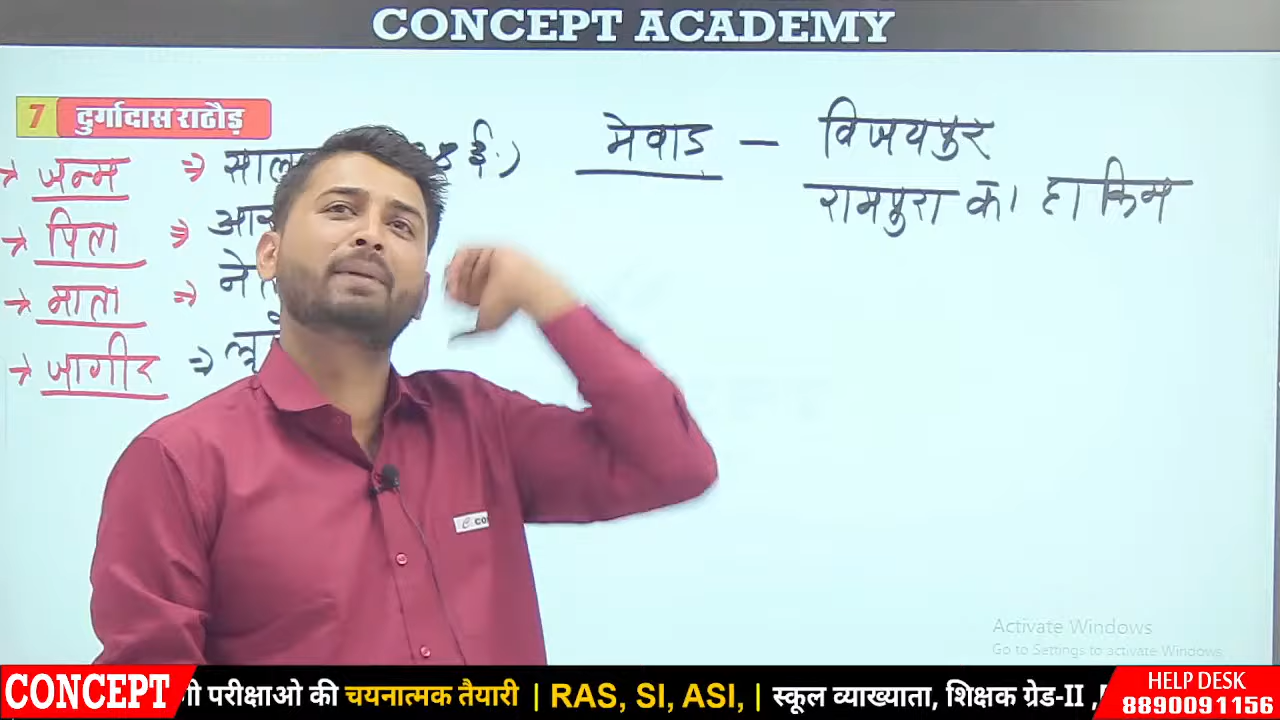 CONCEPT ACADEMY
7 दुर्गादास राठौड़
→ जन्म ⇒ ई.)
→ पिता ⇒
→ माता ⇒
→ जागीर ⇒
मेवाड — विजयपुर
रामपुरा का हाकिम
Activate Windows
Go to Settings to activate Windows.
CONCEPT परीक्षाओ की चयनात्मक तैयारी | RAS, SI, ASI, | स्कूल व्याख्याता, शिक्षक ग्रेड-II ,
HELP DESK
8890091156